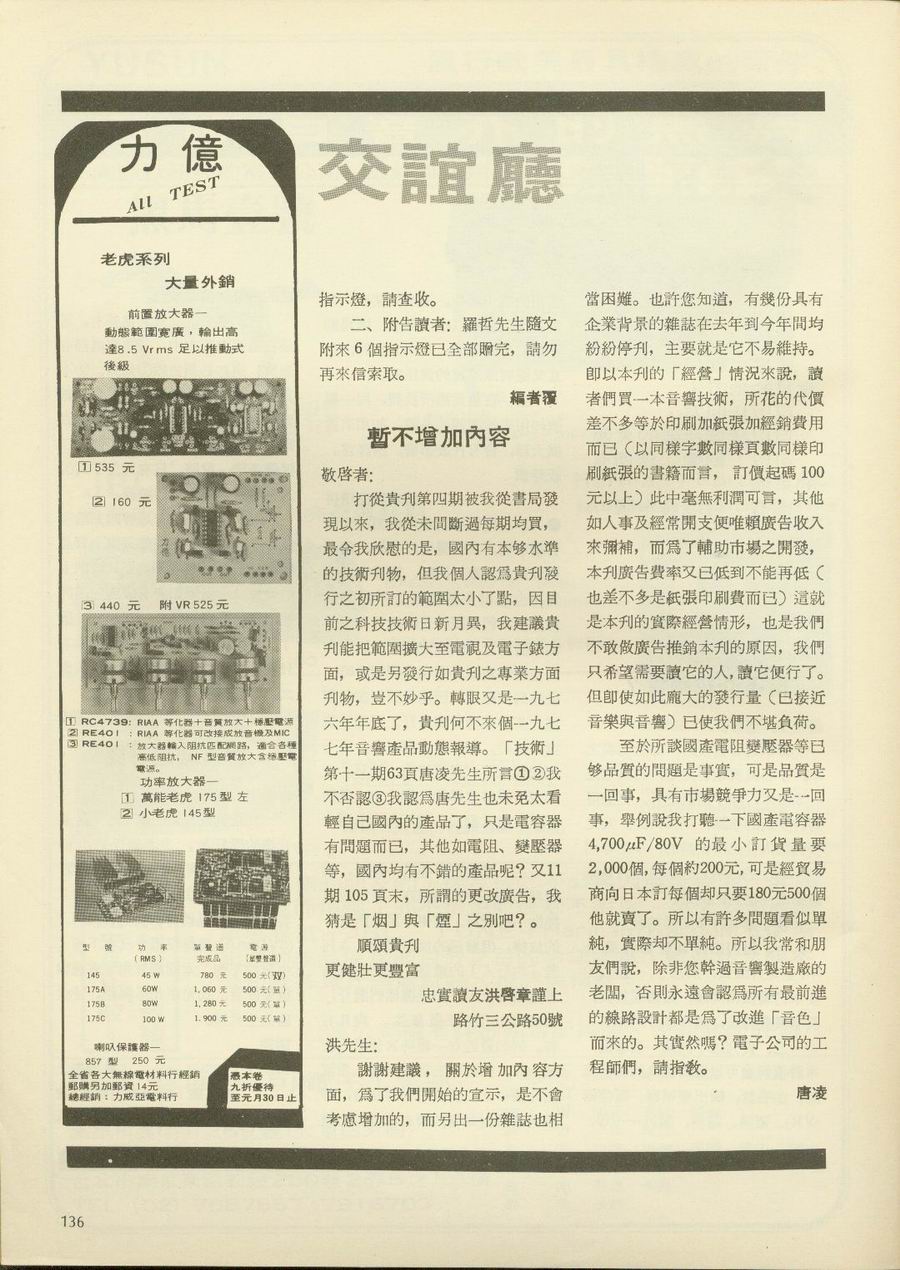 力億
All TEST
老虎系列
大量外銷
前置放大器—
動態範圍寬廣，輸出高
達8.5 Vrms 足以推動式
後級
1 535 元
2 160 元
3 440 元 附 VR 525 元
1 RC4739: RIAA 等化器＋音質放大＋穩壓電源
2 RE401 : RIAA 等化器可改接成放音機及MIC
3 RE401 : 放大器輸入阻抗匹配網路，適合各種
高低阻抗， NF 型音質放大含穩壓電
電源。
功率放大器—
1 萬能老虎 175型 左
2 小老虎 145型
型 號 功 率 單聲道 電源
(RMS) 完成品 (單雙聲道)
145 45 W 780 元 500 元(双)
175A 60W 1,060 元 500 元(單)
175B 80W 1,280 元 500 元(單)
175C 100 W 1.900 元 500 元(單)
喇叭保護器—
857 型 250 元
全省各大無線電材料行經銷
郵購另加郵資14元
總經銷：力威亞電料行
憑本卷
九折優待
至元月30日止
交誼廳
指示燈，請查收。
二、附告讀者：羅哲先生隨文
附來 6 個指示燈已全部贈完，請勿
再來信索取。
編者覆
暫不增加內容
敬啓者：
打從貴刋第四期被我從書局發
現以來，我從未間斷過每期均買，
最令我欣慰的是，國內有本够水準
的技術刋物，但我個人認爲貴刋發
行之初所訂的範圍太小了點，因目
前之科技技術日新月異，我建議貴
刋能把範圍擴大至電視及電子錶方
面，或是另發行如貴刋之專業方面
刋物，豈不妙乎。轉眼又是一九七
六年年底了，貴刋何不來個一九七
七年音響產品動態報導。「技術」
第十一期63頁唐凌先生所言①②我
不否認③我認爲唐先生也未免太看
輕自己國內的產品了，只是電容器
有問題而已，其他如電阻、變壓器
等，國內均有不錯的產品呢？又11
期 105 頁末，所謂的更改廣告，我
猜是「烟」與「煙」之別吧？。
順頌貴刋
更健壯更豐富
忠實讀友洪啓章謹上
路竹三公路50號
洪先生：
謝謝建議，關於增加內容方
面，爲了我們開始的宣示，是不會
考慮增加的，而另出一份雜誌也相
當困難。也許您知道，有幾份具有
企業背景的雜誌在去年到今年間均
紛紛停刋，主要就是它不易維持。
卽以本刋的「經營」情況來說，讀
者們買一本音響技術，所花的代價
差不多等於印刷加紙張加經銷費用
而已（以同樣字數同樣頁數同樣印
刷紙張的書籍而言，訂價起碼 100
元以上）此中毫無利潤可言，其他
如人事及經常開支便唯賴廣告收入
來彌補，而爲了輔助市場之開發，
本刋廣告費率又已低到不能再低（
也差不多是紙張印刷費而已）這就
是本刋的實際經營情形，也是我們
不敢做廣告推銷本刋的原因，我們
只希望需要讀它的人，讀它便行了。
但卽使如此龐大的發行量（已接近
音樂與音響）已使我們不堪負荷。
至於所談國產電阻變壓器等已
够品質的問題是事實，可是品質是
一回事，具有市場競爭力又是一回
事，舉例說我打聽一下國產電容器
4,700μF/80V 的最小訂貨量要
2,000個，每個約200元，可是經貿易
商向日本訂每個却只要180元500個
他就賣了。所以有許多問題看似單
純，實際却不單純。所以我常和朋
友們說，除非您幹過音響製造廠的
老闆，否則永遠會認爲所有最前進
的線路設計都是爲了改進「音色」
而來的。其實然嗎？電子公司的工
程師們，請指敎。
唐凌
136